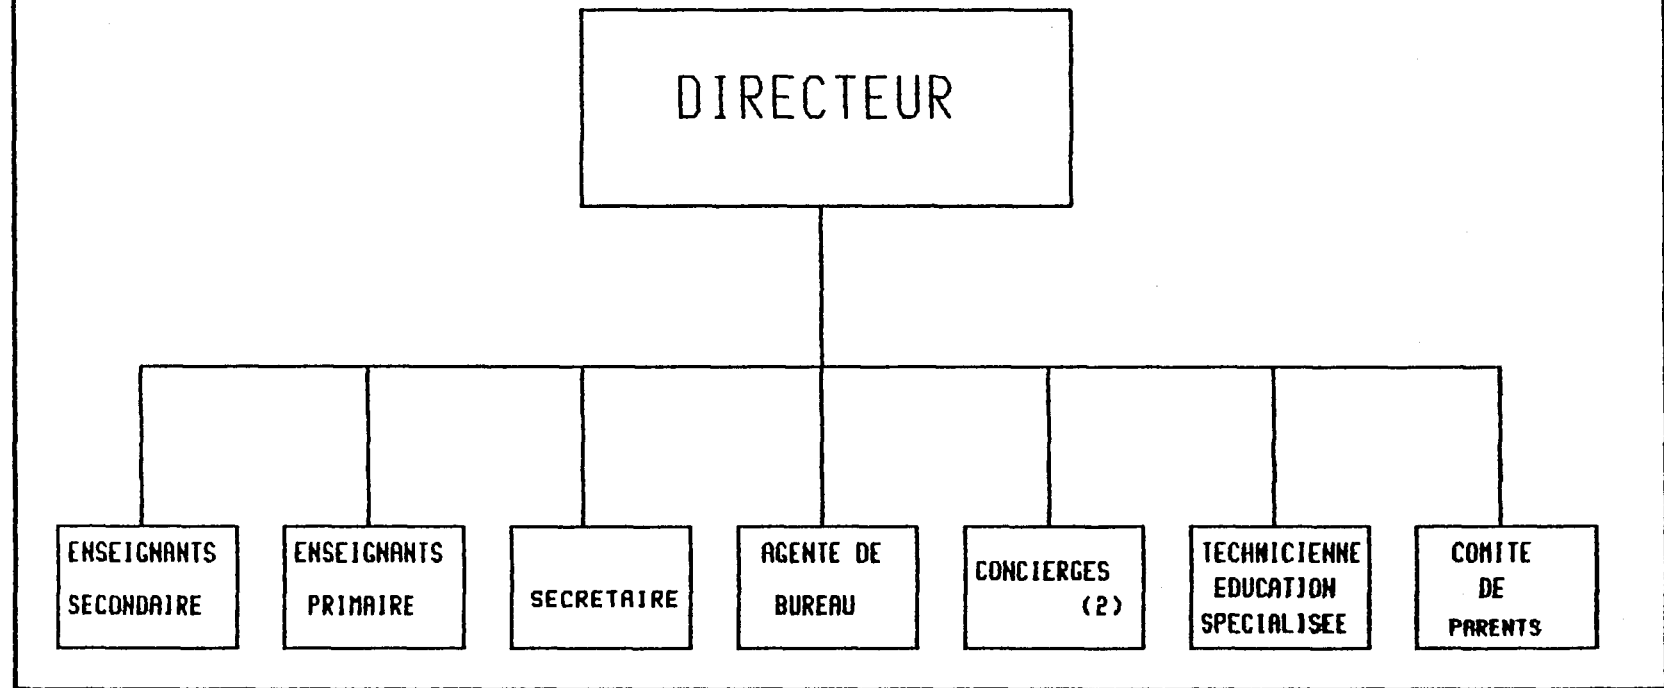 DIRECTEUR
ENSEIGNANTS
SECONDAIRE
ENSEIGNANTS
PRIMAIRE
SECRETAIRE
AGENTE DE
BUREAU
CONCIERGES
(2)
TECHNICIENNE
EDUCATION
SPECIALISEE
COMITE
DE
PARENTS